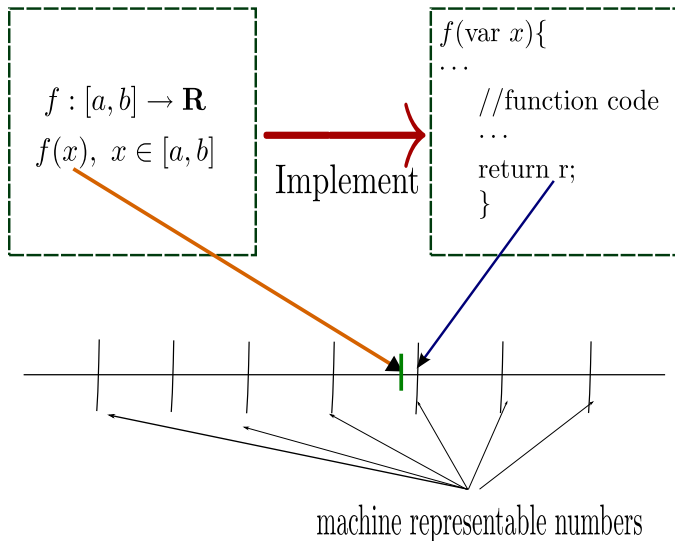 f : [a, b] → R
f(x), x ∈ [a, b]
Implement
f(var x){
...
//function code
...
return r;
}
machine representable numbers